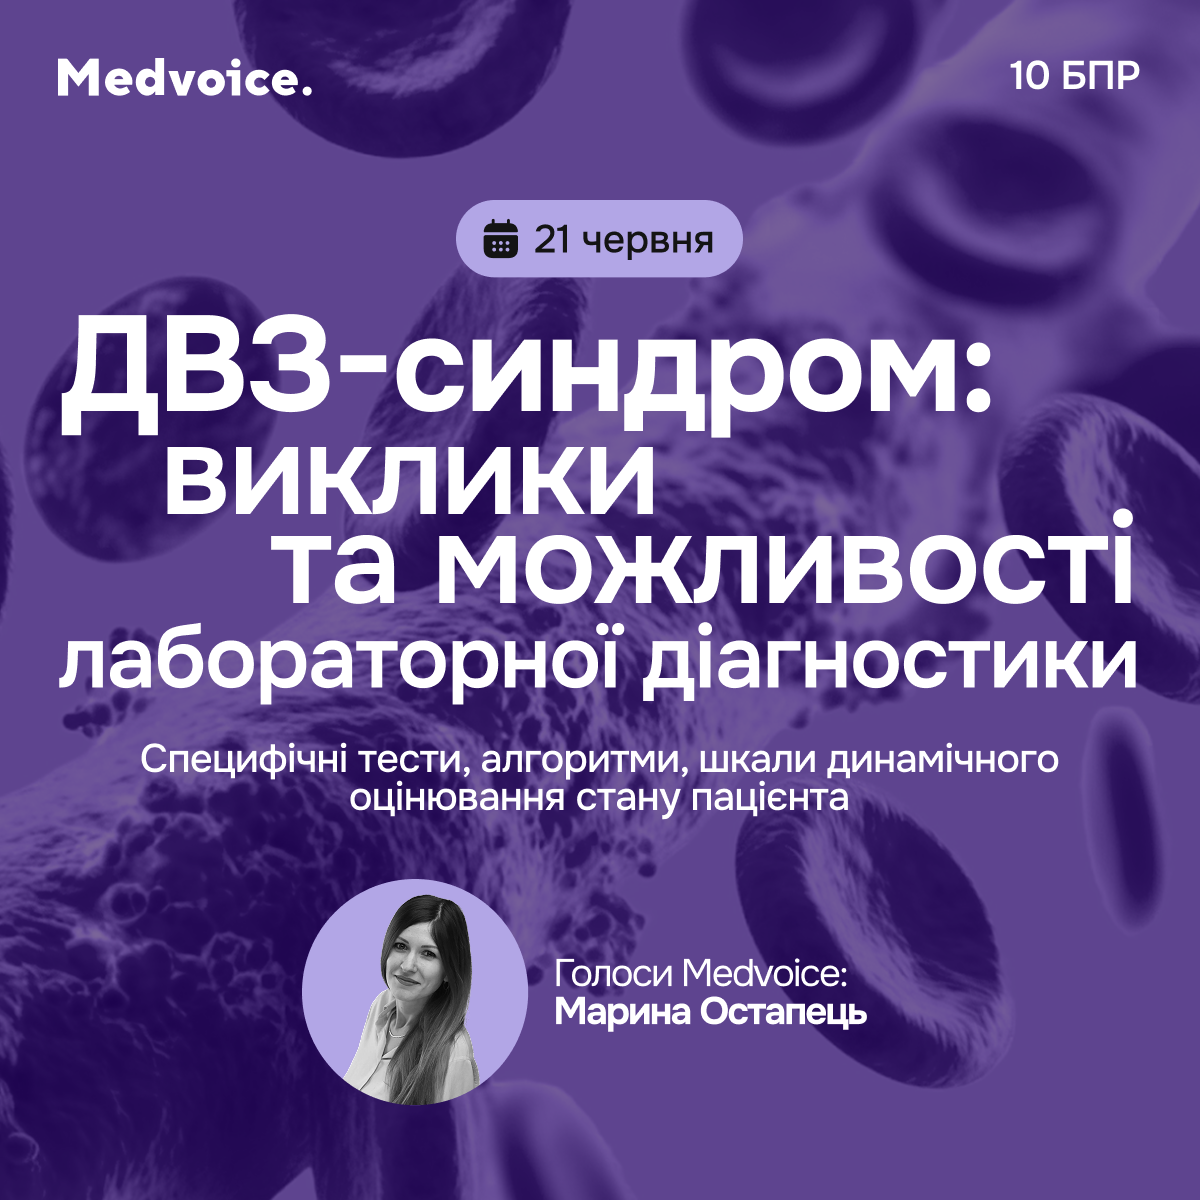 Medvoice.
10 БПР
21 червня
ДВЗ-синдром:
виклики
та можливості
лабораторної діагностики
Специфічні тести, алгоритми, шкали динамічного
оцінювання стану пацієнта
Голоси Medvoice:
Марина Остапець